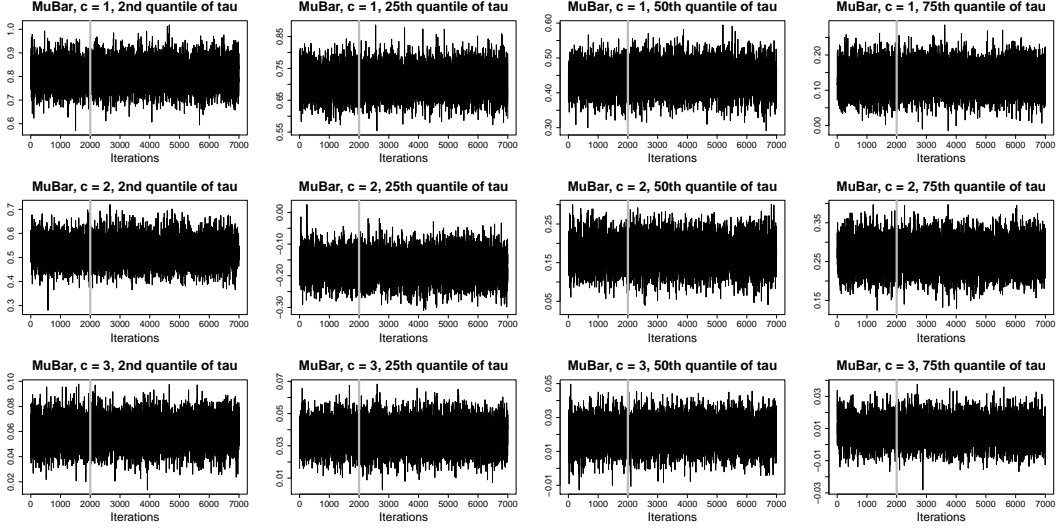 MuBar, c = 1, 2nd quantile of tau
MuBar, c = 1, 25th quantile of tau
MuBar, c = 1, 50th quantile of tau
MuBar, c = 1, 75th quantile of tau
0.6 0.7 0.8 0.9 1.0
0.55 0.65 0.75 0.85
0.30 0.40 0.50 0.60
0.00 0.10 0.20
0 1000 2000 3000 4000 5000 6000 7000
0 1000 2000 3000 4000 5000 6000 7000
0 1000 2000 3000 4000 5000 6000 7000
0 1000 2000 3000 4000 5000 6000 7000
Iterations
Iterations
Iterations
Iterations
MuBar, c = 2, 2nd quantile of tau
MuBar, c = 2, 25th quantile of tau
MuBar, c = 2, 50th quantile of tau
MuBar, c = 2, 75th quantile of tau
0.3 0.4 0.5 0.6 0.7
−0.30 −0.20 −0.10 0.00
0.05 0.15 0.25
0.15 0.25 0.35
0 1000 2000 3000 4000 5000 6000 7000
0 1000 2000 3000 4000 5000 6000 7000
0 1000 2000 3000 4000 5000 6000 7000
0 1000 2000 3000 4000 5000 6000 7000
Iterations
Iterations
Iterations
Iterations
MuBar, c = 3, 2nd quantile of tau
MuBar, c = 3, 25th quantile of tau
MuBar, c = 3, 50th quantile of tau
MuBar, c = 3, 75th quantile of tau
0.02 0.04 0.06 0.08 0.10
0.01 0.03 0.05 0.07
−0.01 0.01 0.03 0.05
−0.03 −0.01 0.01 0.03
0 1000 2000 3000 4000 5000 6000 7000
0 1000 2000 3000 4000 5000 6000 7000
0 1000 2000 3000 4000 5000 6000 7000
0 1000 2000 3000 4000 5000 6000 7000
Iterations
Iterations
Iterations
Iterations